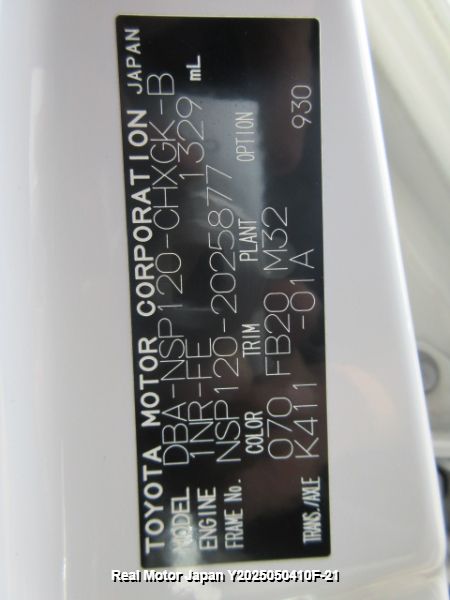 TOYOTA MOTOR CORPORATION JAPAN
MODEL DBA-NSP120-CHXGK-B
ENGINE 1NR-FE 1329 mL
FRAME No. NSP120-2025877
COLOR TRIM PLANT OPTION
070 FB20 M32 930
TRANS./AXLE K411 -01A
Real Motor Japan Y2025050410F-21